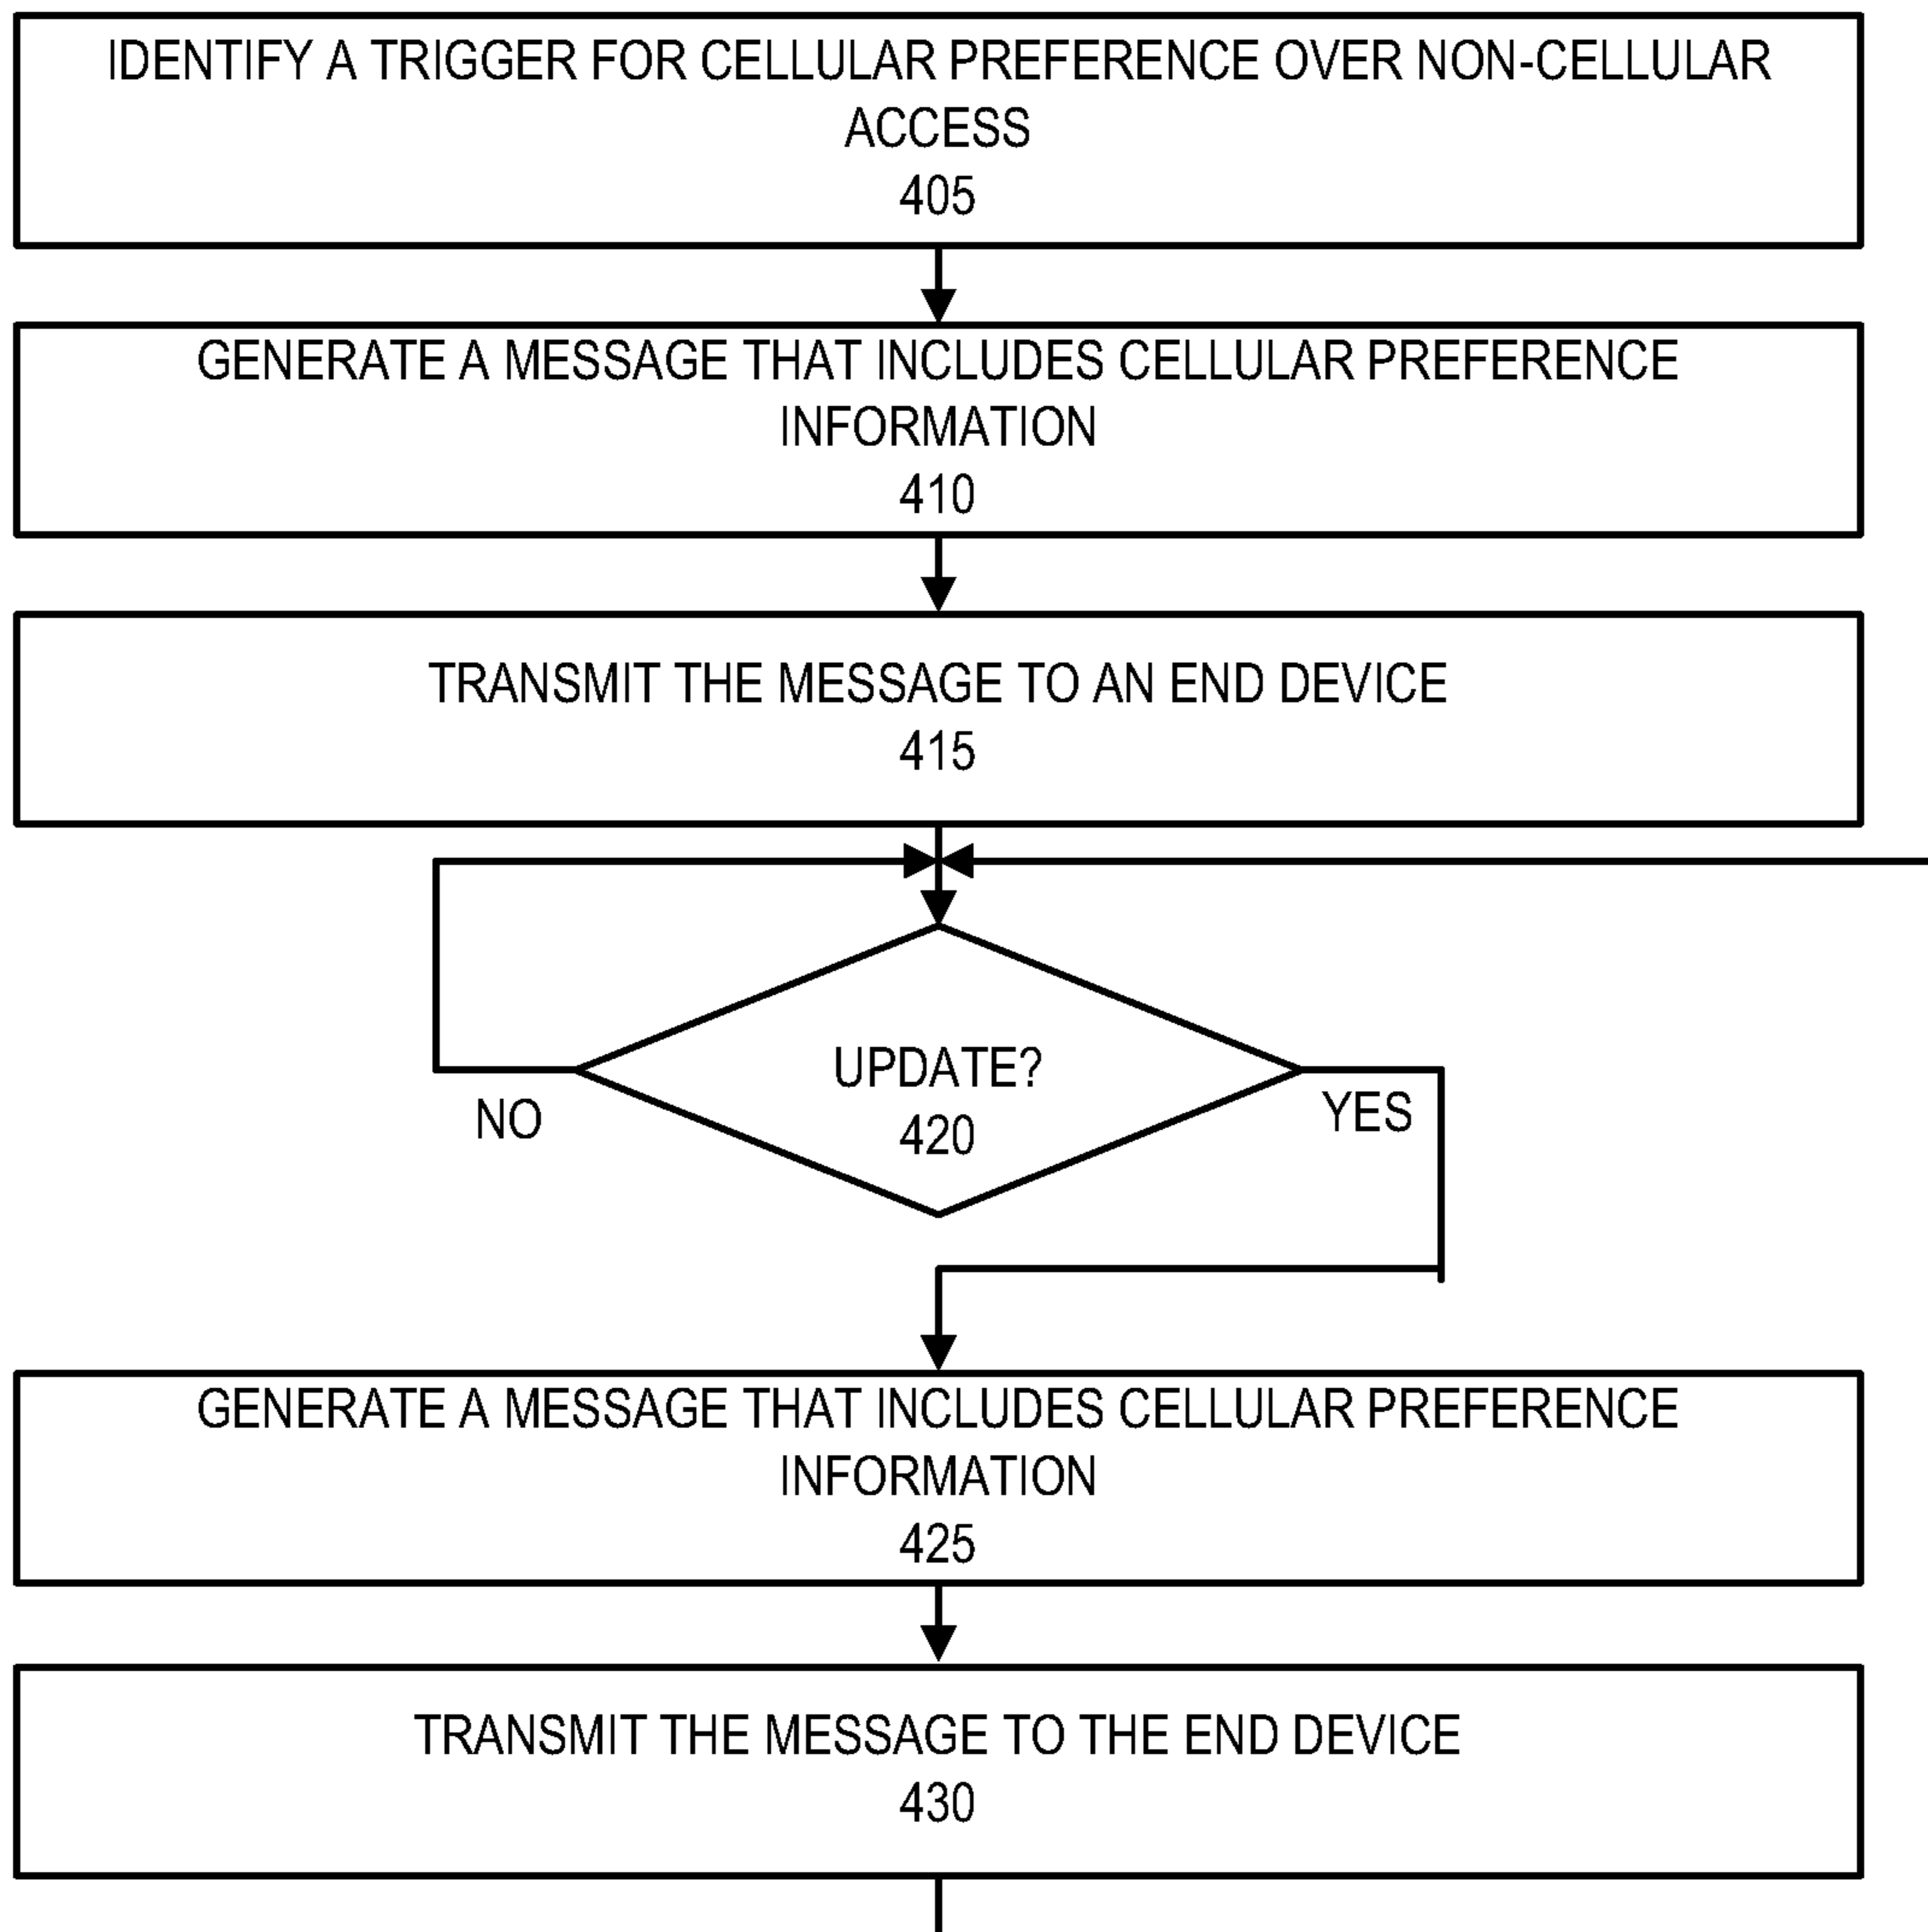 IDENTIFY A TRIGGER FOR CELLULAR PREFERENCE OVER NON-CELLULAR
ACCESS
405
GENERATE A MESSAGE THAT INCLUDES CELLULAR PREFERENCE
INFORMATION
410
TRANSMIT THE MESSAGE TO AN END DEVICE
415
UPDATE?
420
NO
YES
GENERATE A MESSAGE THAT INCLUDES CELLULAR PREFERENCE
INFORMATION
425
TRANSMIT THE MESSAGE TO THE END DEVICE
430